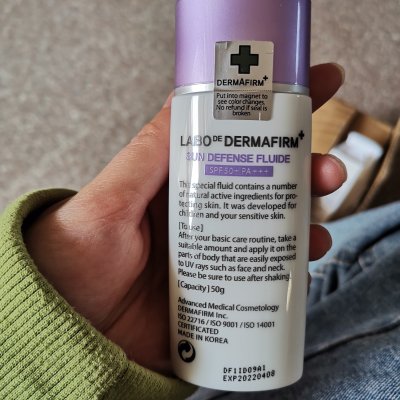 DERMAFIRM+
Put into magnet to
see color changes.
No refund if seal is
broken
LABO DE DERMAFIRM+
SUN DEFENSE FLUIDE
SPF50+ PA+++
This special fluid contains a number
of natural active ingredients for pro-
tecting skin. It was developed for
children and your sensitive skin.
[To use]
After your basic care routine, take a
suitable amount and apply it on the
parts of body that are easily exposed
to UV rays such as face and neck.
Please be sure to use after shaking.
[Capacity] 50g
Advanced Medical Cosmetology
DERMAFIRM Inc.
ISO 22716 / ISO 9001 / ISO 14001
CERTIFICATED
MADE IN KOREA
DF11D09A1
EXP20220408